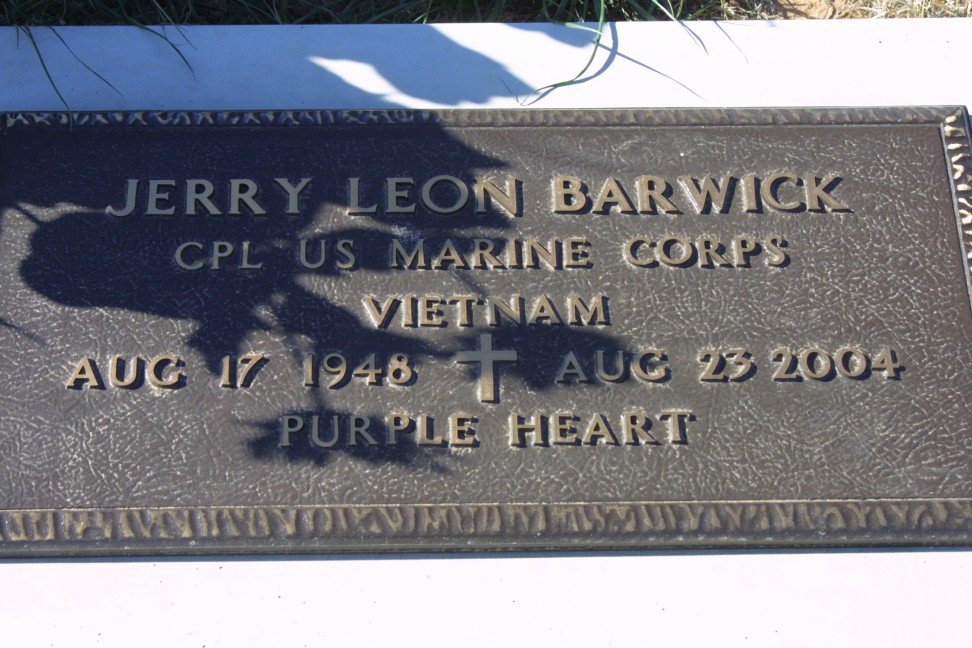 JERRY LEON BARWICK
CPL US MARINE CORPS
VIETNAM
AUG 17 1948 AUG 23 2004
PURPLE HEART